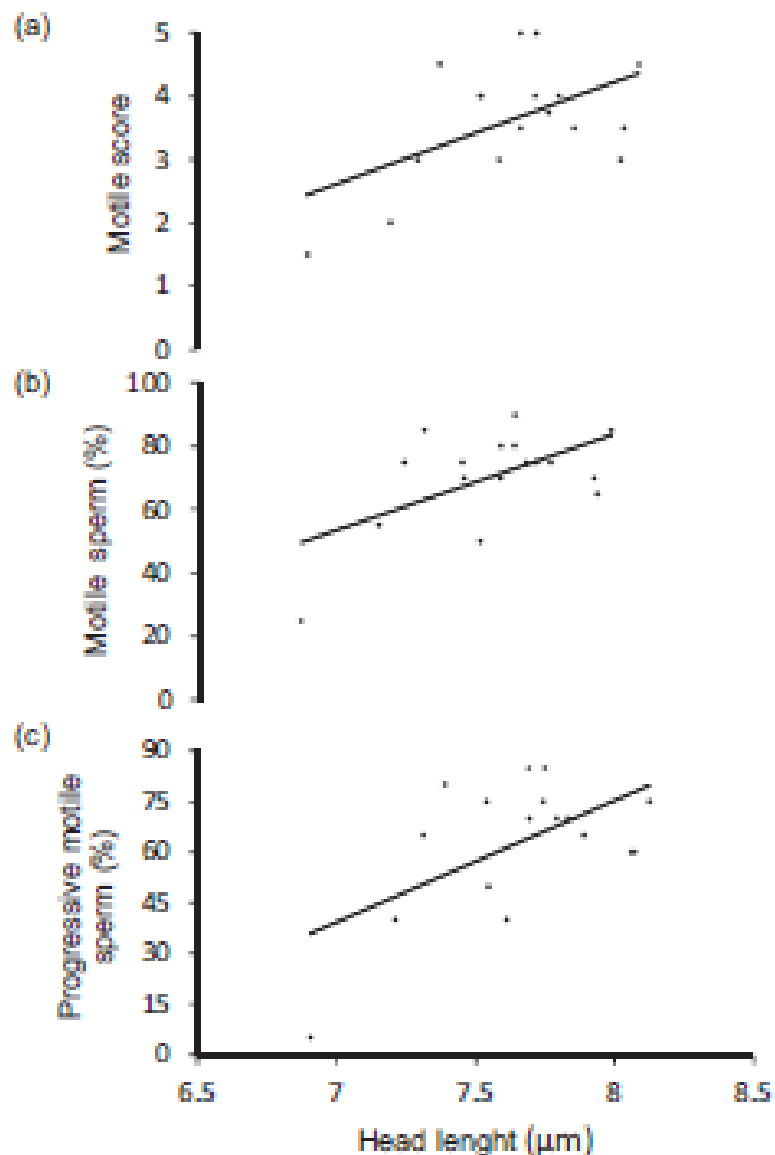 (a)
Motile score
5
4
3
2
1
0
(b)
Motile sperm (%)
100
80
60
40
20
0
(c)
Progressive motile
sperm (%)
90
75
60
45
30
15
0
6.5 7 7.5 8 8.5
Head lenght (µm)